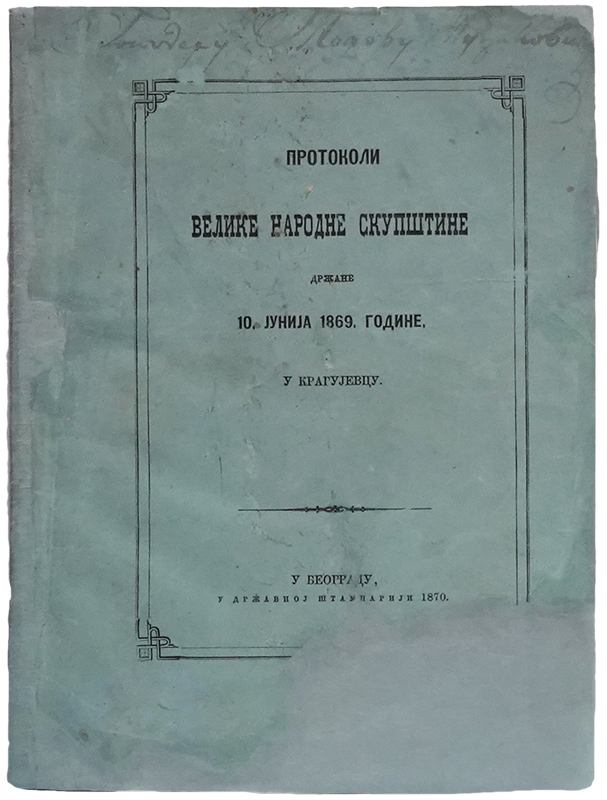 ПРОТОКОЛИ
ВЕЛИКЕ НАРОДНЕ СКУПШТИНЕ
ДРЖАНЕ
10. ЈУНИЈА 1869. ГОДИНЕ,
У КРАГУЈЕВЦУ.
У БЕОГРАДУ,
У ДРЖАВНОЈ ШТАМПАРИЈИ 1870.